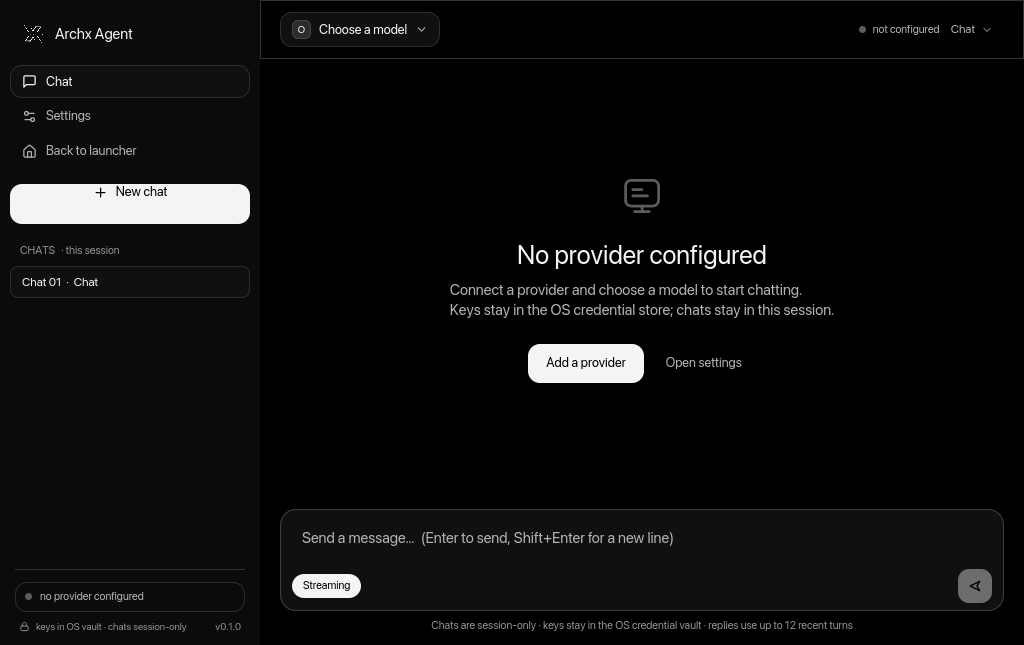 Archx Agent
Chat
Settings
Back to launcher
New chat
CHATS · this session
Chat 01 · Chat
no provider configured
keys in OS vault · chats session-only v0.1.0
O Choose a model
not configured Chat
No provider configured
Connect a provider and choose a model to start chatting.
Keys stay in the OS credential store; chats stay in this session.
Add a provider Open settings
Send a message... (Enter to send, Shift+Enter for a new line)
Streaming
Chats are session-only · keys stay in the OS credential vault · replies use up to 12 recent turns